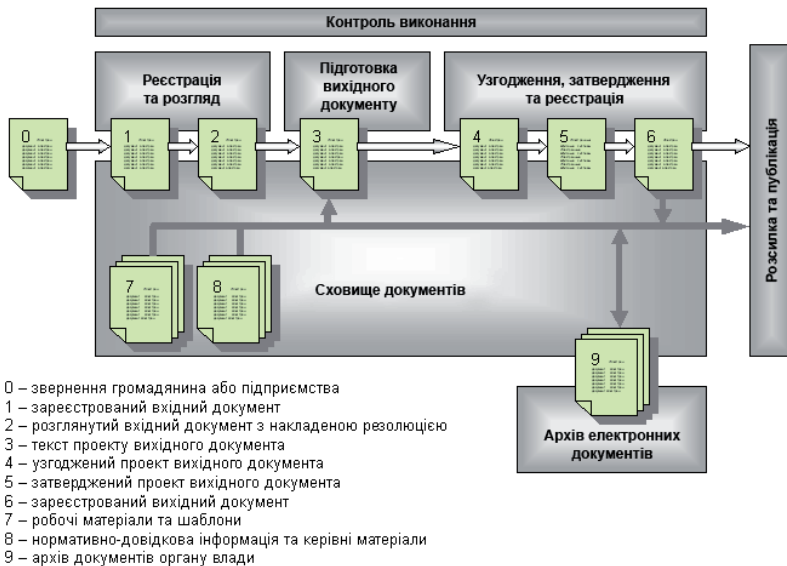 Контроль виконання
Реєстрація
та розгляд
Підготовка
вихідного
документу
Узгодження, затвердження
та реєстрація
Розсилка та публікація
0
1
2
3
4
5
6
7
8
Сховище документів
9
Архів електронних
документів
0 – звернення громадянина або підприємства
1 – зареєстрований вхідний документ
2 – розглянутий вхідний документ з накладеною резолюцією
3 – текст проекту вихідного документа
4 – узгоджений проект вихідного документа
5 – затверджений проект вихідного документа
6 – зареєстрований вихідний документ
7 – робочі матеріали та шаблони
8 – нормативно-довідкова інформація та керівні матеріали
9 – архів документів органу влади